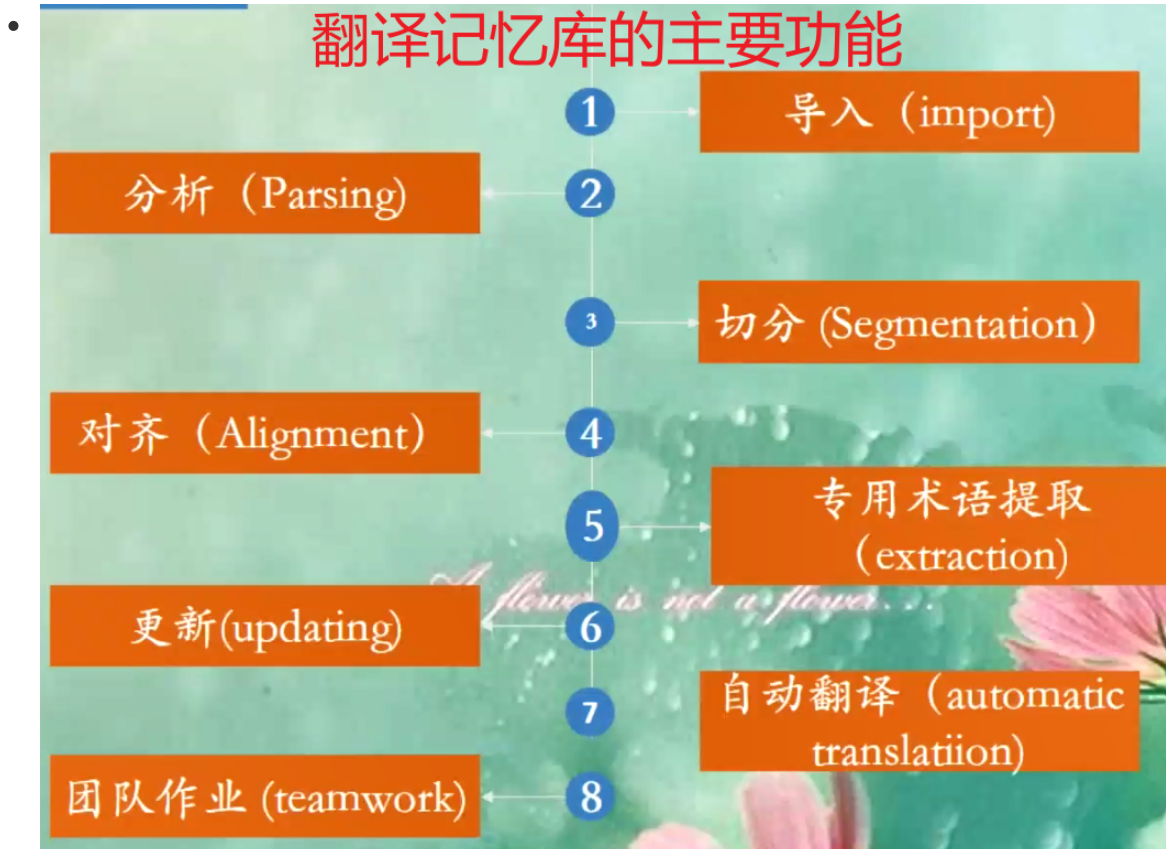 翻译记忆库的主要功能
1
导入（import)
分析（Parsing)
2
3
切分 (Segmentation）
对齐（Alignment）
4
5
专用术语提取
（extraction)
A flower is not a flower. . .
更新(updating)
6
7
自动翻译（automatic
translatiion)
团队作业 (teamwork)
8